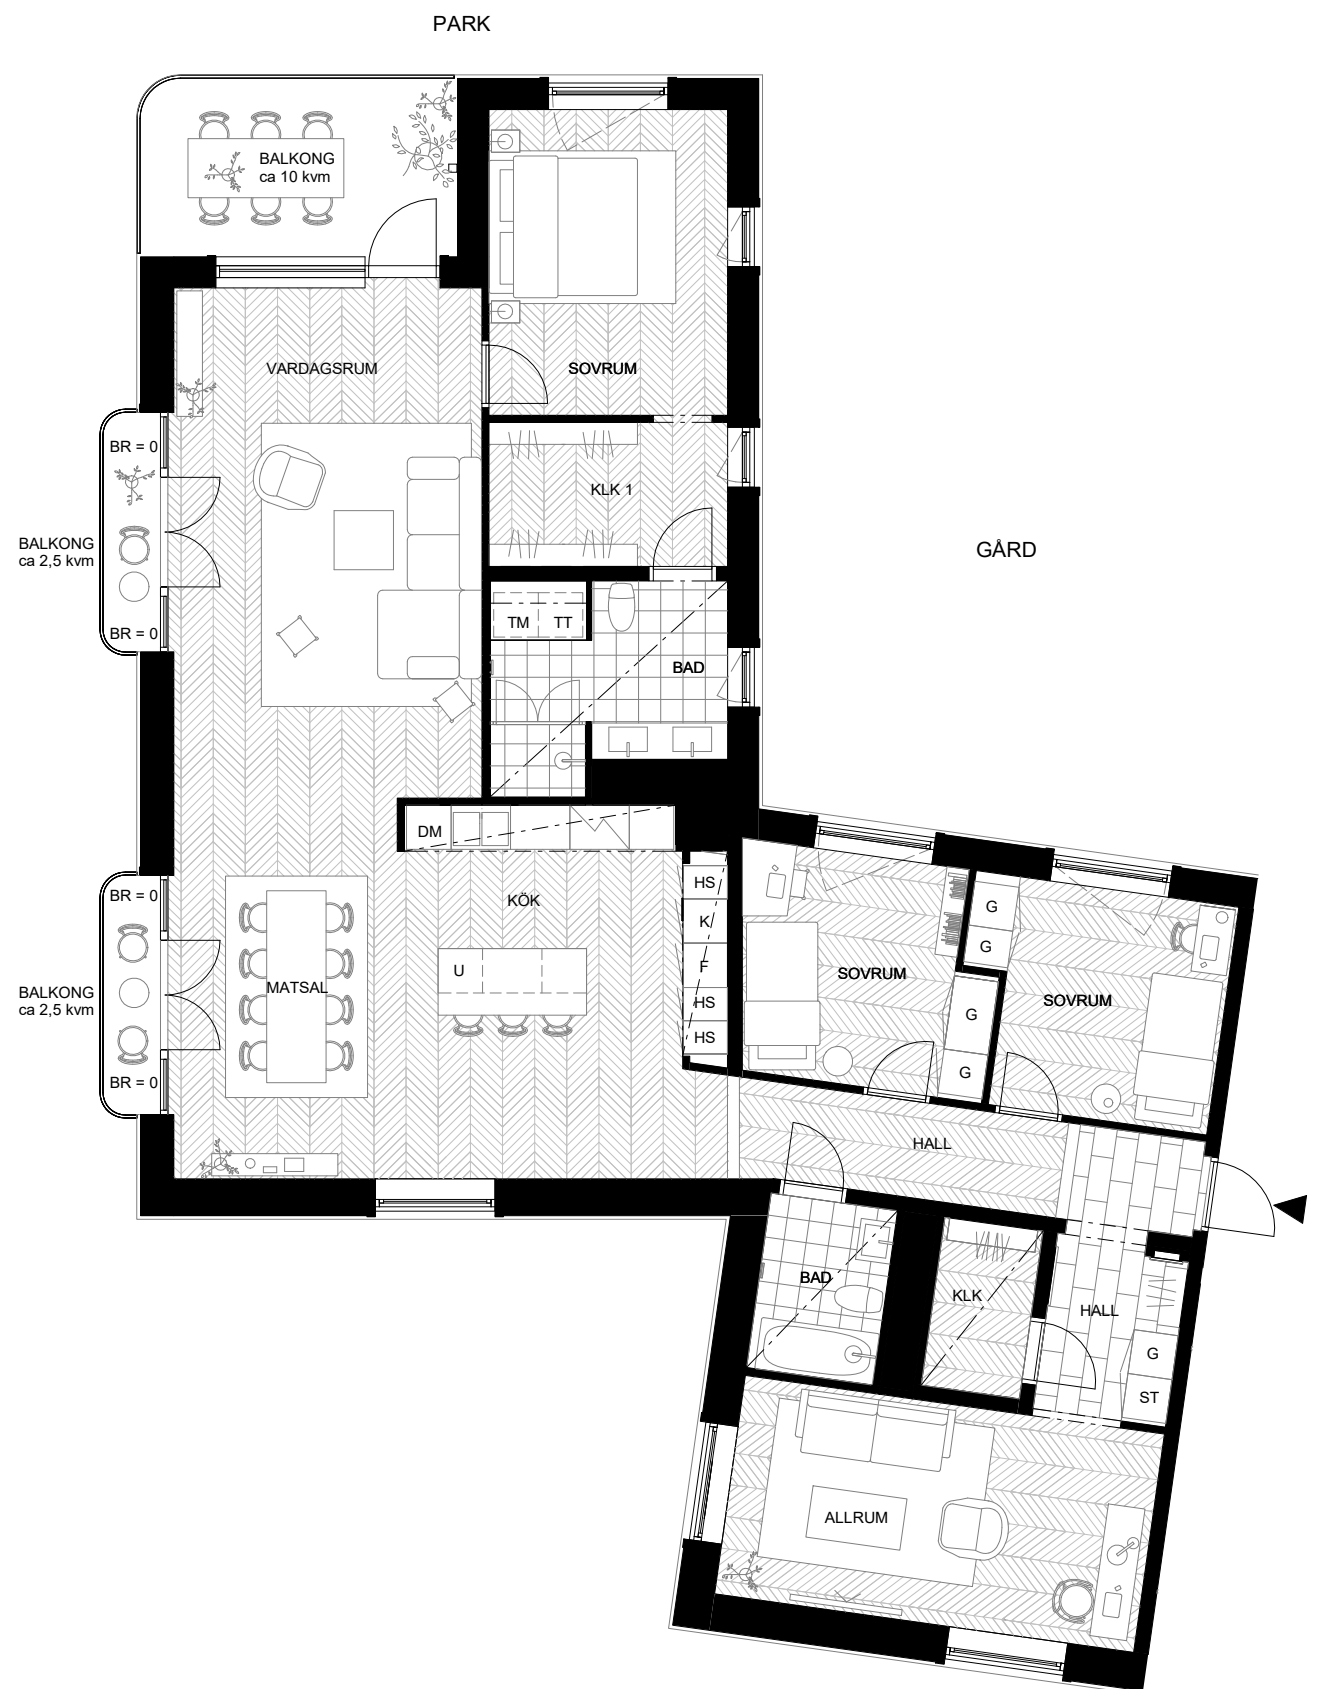 PARK
BALKONG
ca 10 kvm
VARDAGSRUM
SOVRUM
BR = 0
KLK 1
BALKONG
ca 2,5 kvm
GÅRD
BR = 0
TM
TT
BAD
DM
BR = 0
KÖK
HS
K
F
HS
HS
U
MATSAL
BALKONG
ca 2,5 kvm
BR = 0
SOVRUM
G
G
G
G
SOVRUM
HALL
BAD
KLK
HALL
G
ST
ALLRUM